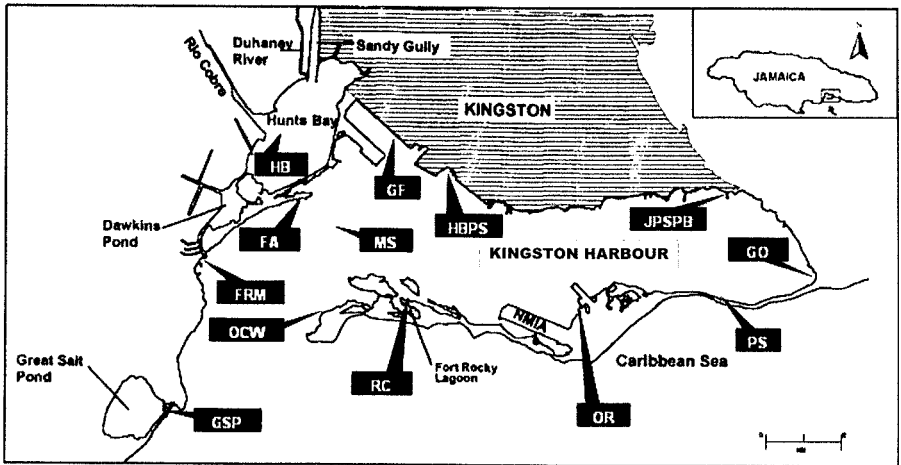 Duhaney
River
Sandy Gully
Rio Cobre
JAMAICA
KINGSTON
Hunts Bay
HB
GF
HBPS
JPSPB
Dawkins
Pond
FA
MS
KINGSTON HARBOUR
GO
FRM
OCW
NMIA
PS
Great Salt
Pond
RC
Fort Rocky
Lagoon
Caribbean Sea
GSP
OR